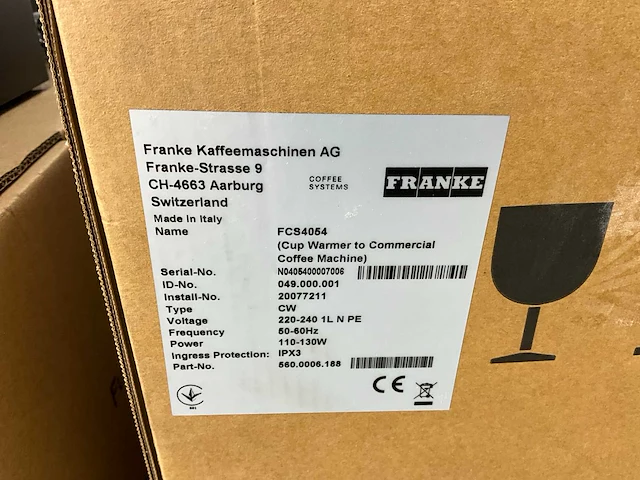 Franke Kaffeemaschinen AG
Franke-Strasse 9
CH-4663 Aarburg
Switzerland
COFFEE
SYSTEMS
FRANKE
Made in Italy
Name FCS4054
(Cup Warmer to Commercial
Coffee Machine)
Serial-No. N0405400007006
ID-No. 049.000.001
Install-No. 20077211
Type CW
Voltage 220-240 1L N PE
Frequency 50-60Hz
Power 110-130W
Ingress Protection: IPX3
Part-No. 560.0006.188
CE